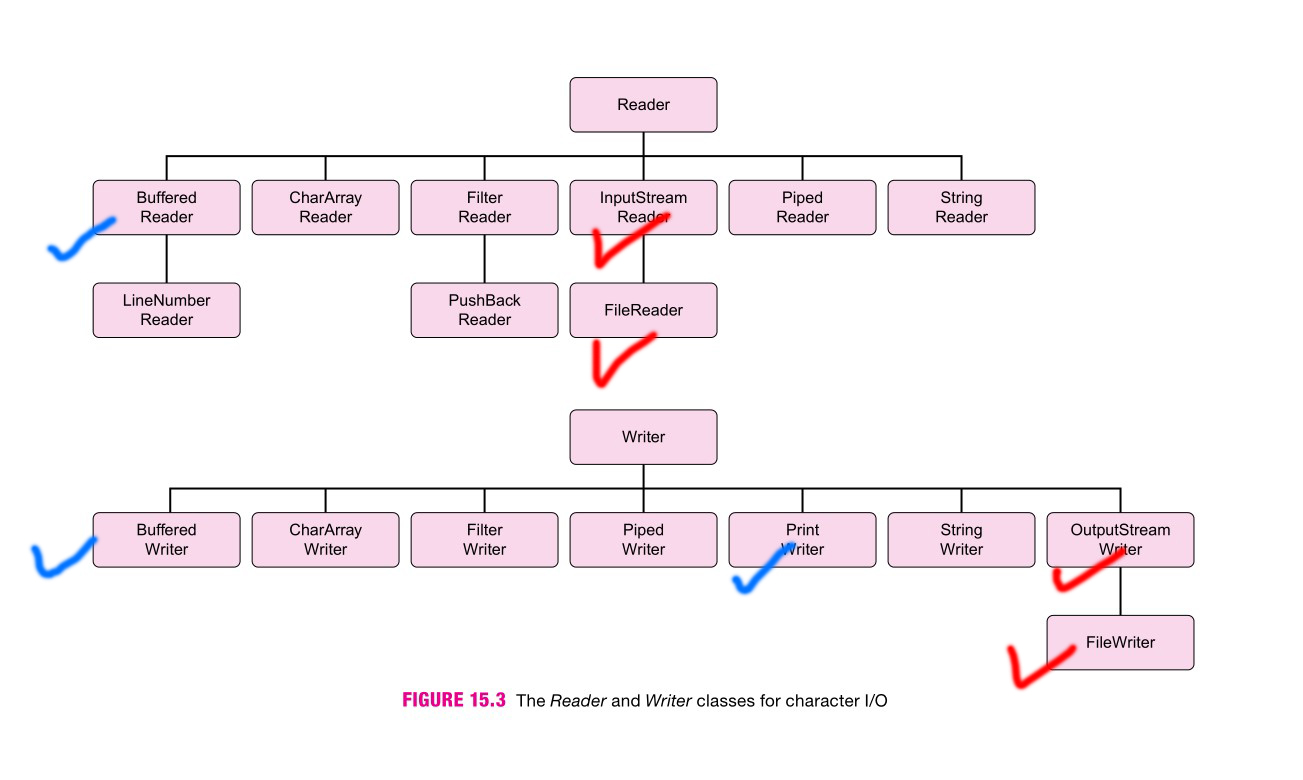 Reader
Buffered
Reader
CharArray
Reader
Filter
Reader
InputStream
Reader
Piped
Reader
String
Reader
LineNumber
Reader
PushBack
Reader
FileReader
Writer
Buffered
Writer
CharArray
Writer
Filter
Writer
Piped
Writer
Print
Writer
String
Writer
OutputStream
Writer
FileWriter
FIGURE 15.3 The Reader and Writer classes for character I/O